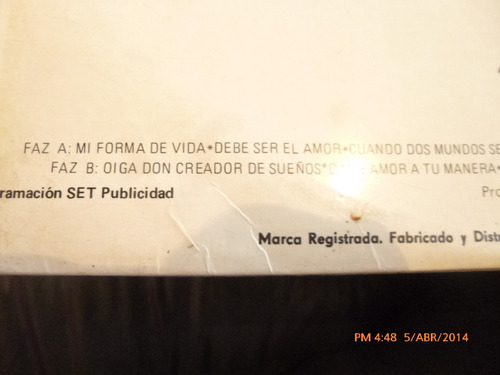 FAZ A: MI FORMA DE VIDA*DEBE SER EL AMOR*CUANDO DOS MUNDOS SE
FAZ B: OIGA DON CREADOR DE SUEÑOS* AMOR A TU MANERA*
ramación SET Publicidad Pro
Marca Registrada. Fabricado y Distr
PM 4:48 5/ABR/2014